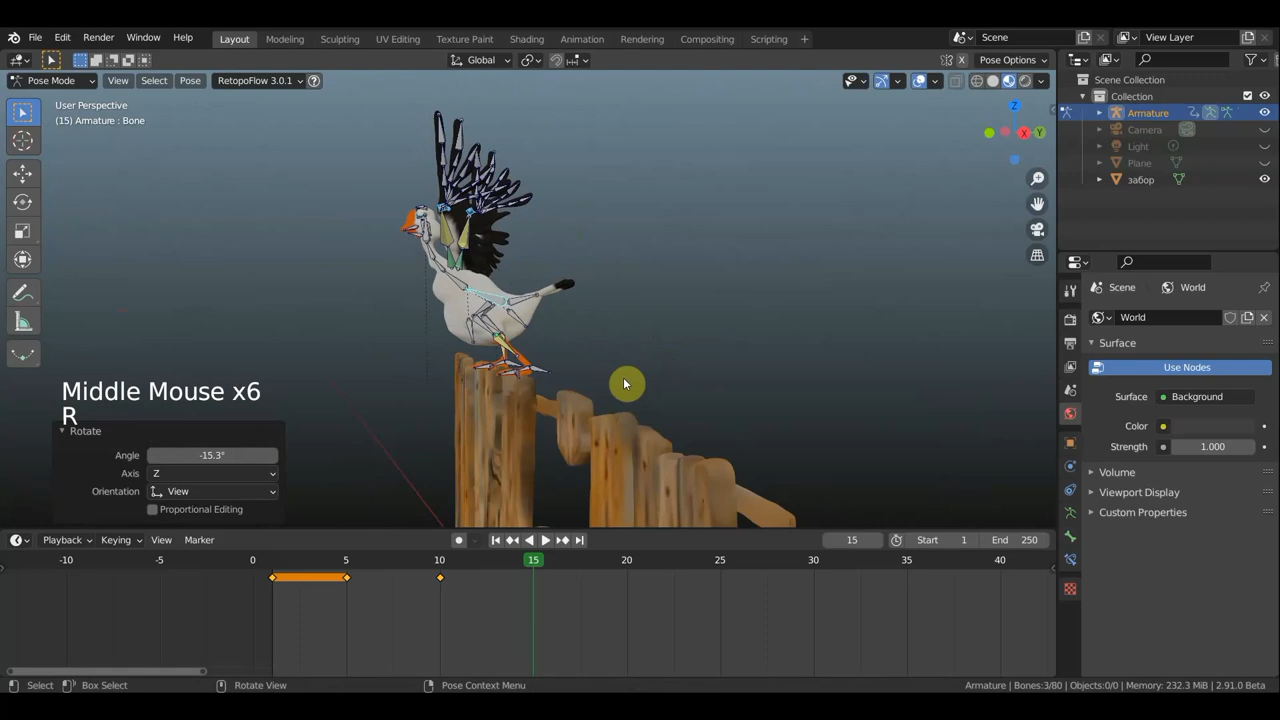 File Edit Render Window Help Layout Modeling Sculpting UV Editing Texture Paint Shading Animation Rendering Compositing Scripting + Scene View Layer
Global X Pose Options
Pose Mode View Select Pose RetopoFlow 3.0.1 ?
Scene Collection
Collection
Armature
Camera
Light
Plane
забор
User Perspective
(15) Armature : Bone
Z
X
Y
Middle Mouse x6
R
Rotate
Angle -15.3°
Axis Z
Orientation View
Proportional Editing
Scene World
World
Surface
Use Nodes
Surface Background
Color
Strength 1.000
Volume
Viewport Display
Custom Properties
Playback Keying View Marker 15 Start 1 End 250
-10 -5 0 5 10 15 20 25 30 35 40
Select Box Select Rotate View Pose Context Menu Armature | Bones:3/80 | Objects:0/0 | Memory: 232.3 MiB | 2.91.0 Beta